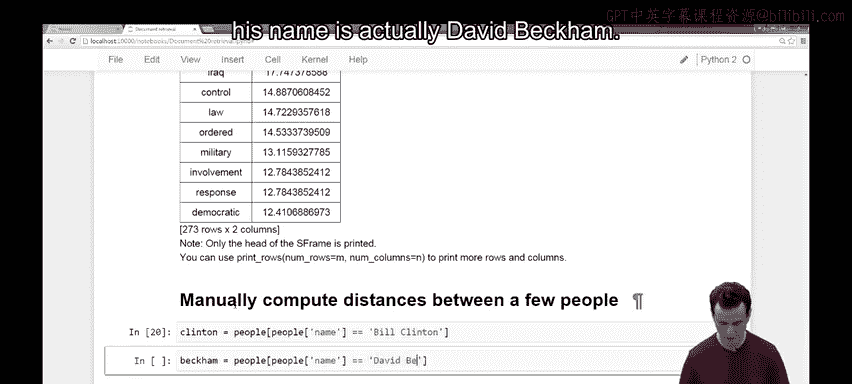 his name is actually David Beckham.
GPT中英字幕课程资源@bilibili.com
localhost:10000/notebooks/Document%20retrieval.ipynb
File Edit View Insert Cell Kernel Help Python 2
iraq 17.747378588
control 14.8870608452
law 14.7229357618
ordered 14.5333739509
military 13.1159327785
involvement 12.7843852412
response 12.7843852412
democratic 12.4106886973
[273 rows x 2 columns]
Note: Only the head of the SFrame is printed.
You can use print_rows(num_rows=m, num_columns=n) to print more rows and columns.
Manually compute distances between a few people ¶
In [20]: clinton = people[people['name'] == 'Bill Clinton']
In [ ]: beckham = people[people['name'] == 'David Be']